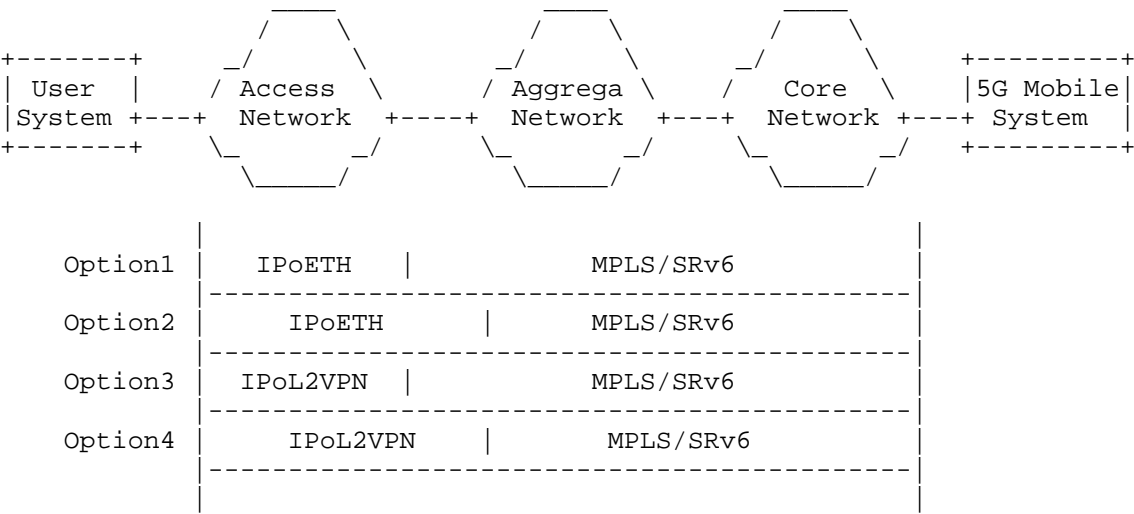 User Access Aggrega Core 5G Mobile
System Network Network Network System
Option1 IPoETH MPLS/SRv6
Option2 IPoETH MPLS/SRv6
Option3 IPoL2VPN MPLS/SRv6
Option4 IPoL2VPN MPLS/SRv6